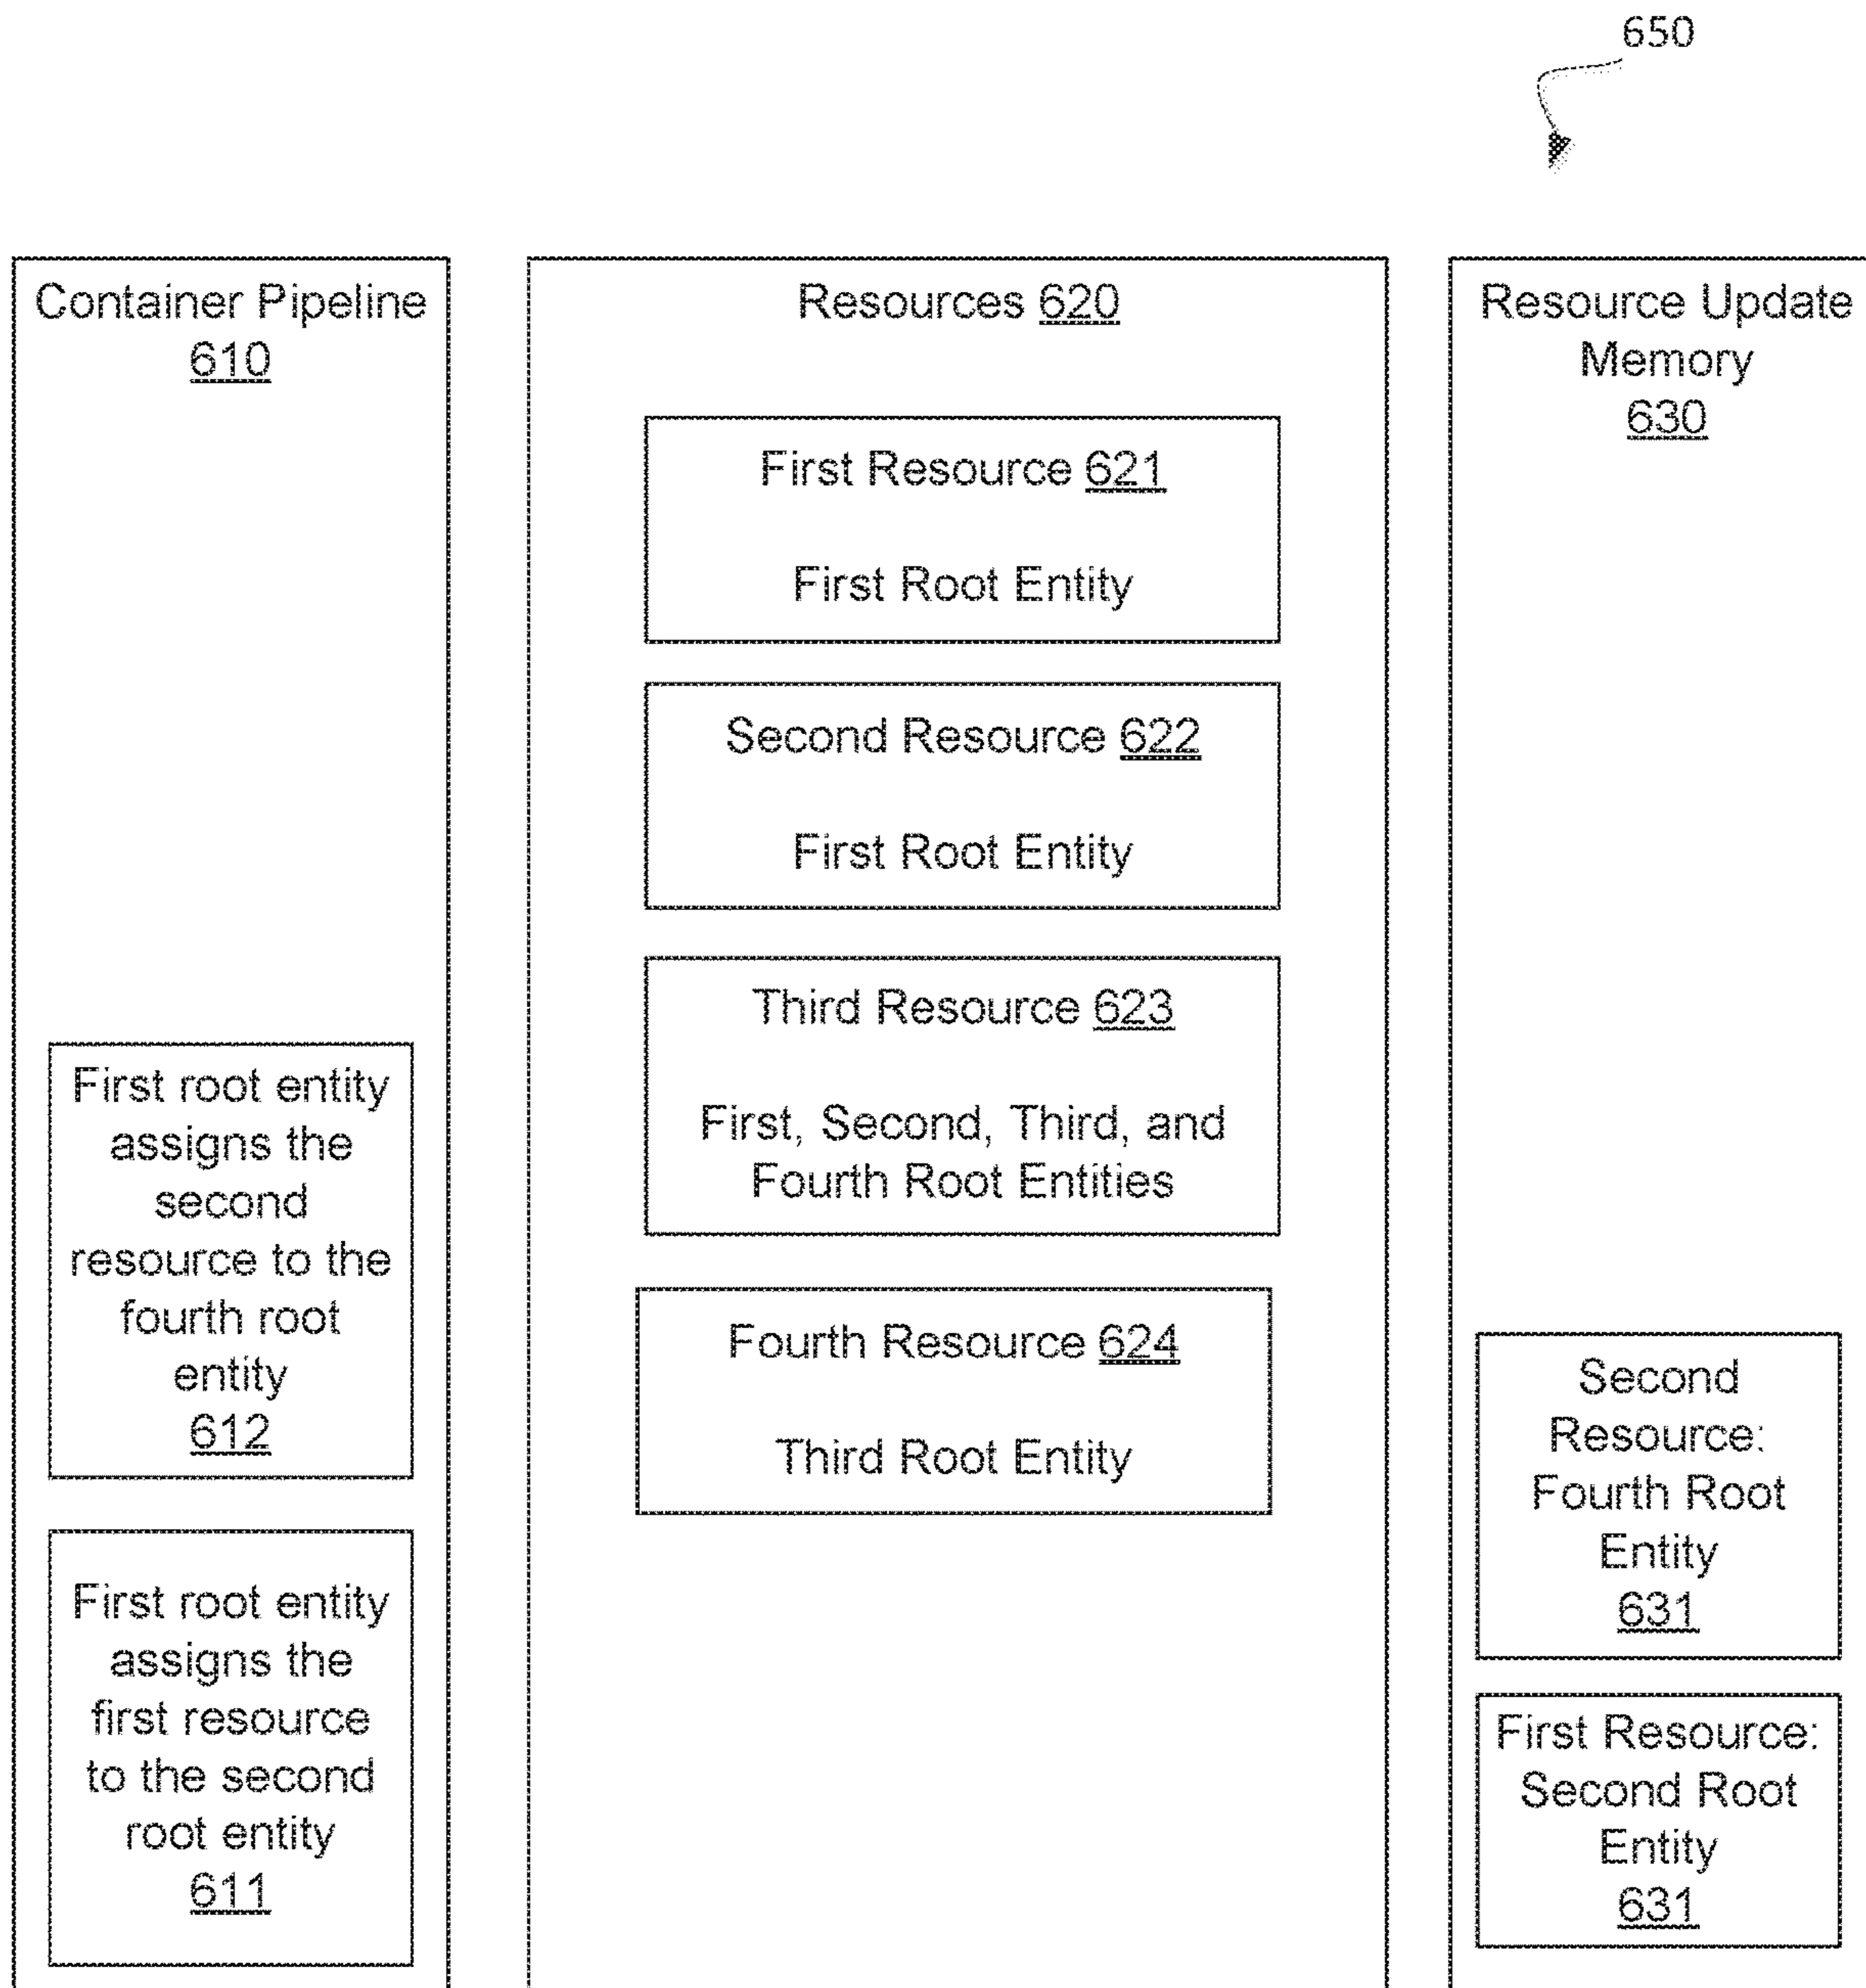 650
Container Pipeline
610
First root entity
assigns the
second
resource to the
fourth root
entity
612
First root entity
assigns the
first resource
to the second
root entity
611
Resources 620
First Resource 621
First Root Entity
Second Resource 622
First Root Entity
Third Resource 623
First, Second, Third, and
Fourth Root Entities
Fourth Resource 624
Third Root Entity
Resource Update
Memory
630
Second
Resource:
Fourth Root
Entity
631
First Resource:
Second Root
Entity
631